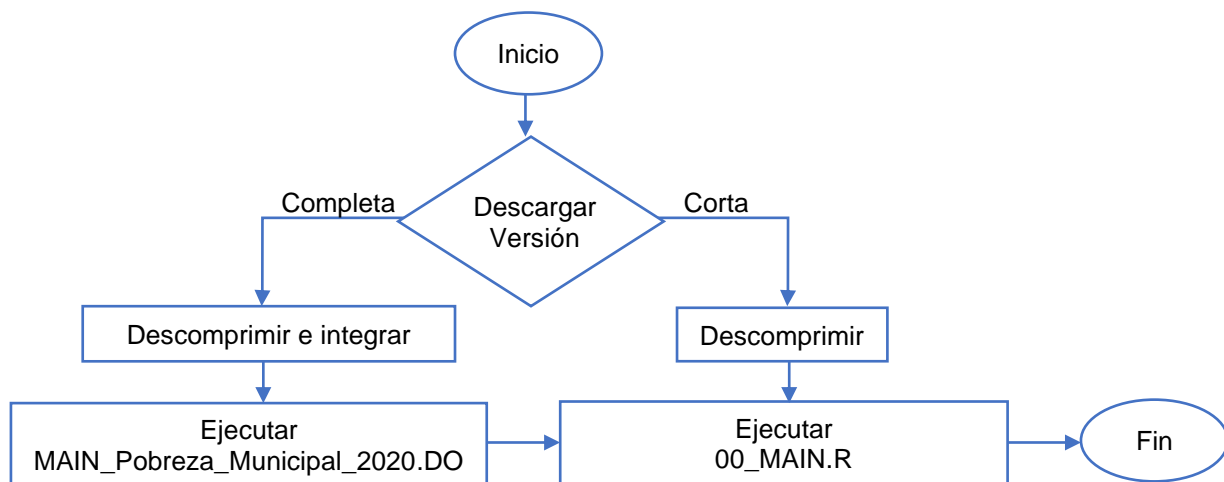 Inicio
Completa
Corta
Descargar
Versión
Descomprimir e integrar
Descomprimir
Ejecutar
MAIN_Pobreza_Municipal_2020.DO
Ejecutar
00_MAIN.R
Fin